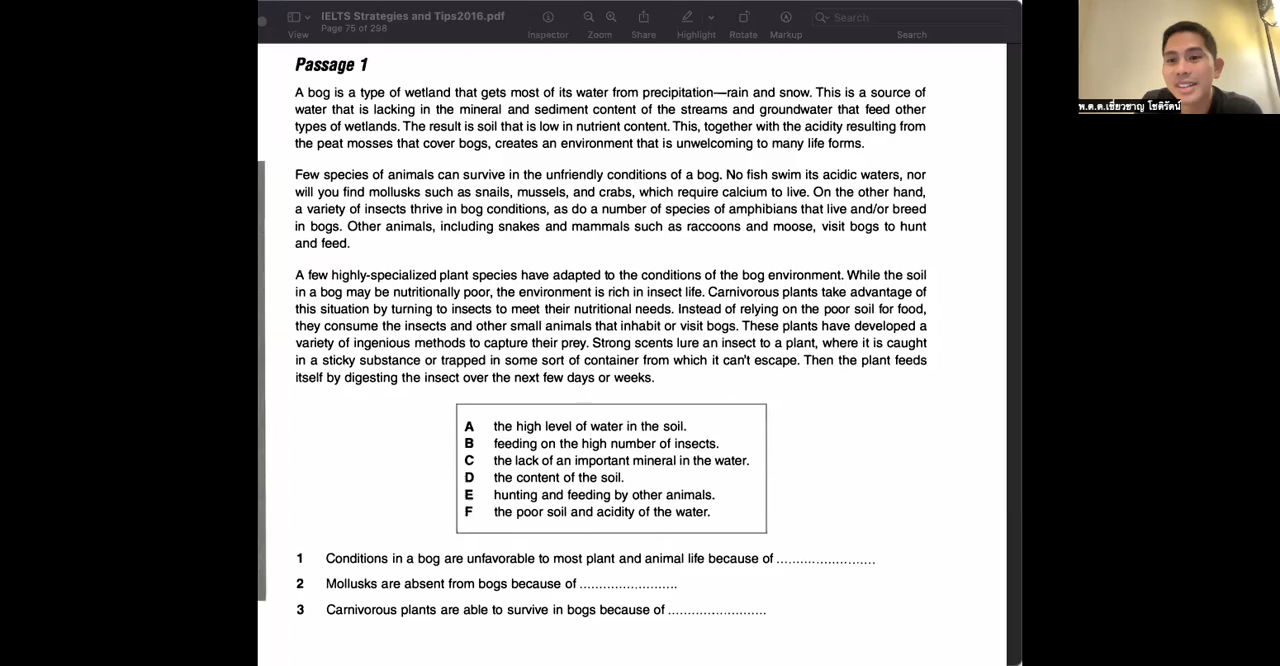 IELTS Strategies and Tips2016.pdf
Page 75 of 298
View
Inspector
Zoom
Share
Highlight
Rotate
Markup
Search
Search
Passage 1
A bog is a type of wetland that gets most of its water from precipitation—rain and snow. This is a source of
water that is lacking in the mineral and sediment content of the streams and groundwater that feed other
types of wetlands. The result is soil that is low in nutrient content. This, together with the acidity resulting from
the peat mosses that cover bogs, creates an environment that is unwelcoming to many life forms.
Few species of animals can survive in the unfriendly conditions of a bog. No fish swim its acidic waters, nor
will you find mollusks such as snails, mussels, and crabs, which require calcium to live. On the other hand,
a variety of insects thrive in bog conditions, as do a number of species of amphibians that live and/or breed
in bogs. Other animals, including snakes and mammals such as raccoons and moose, visit bogs to hunt
and feed.
A few highly-specialized plant species have adapted to the conditions of the bog environment. While the soil
in a bog may be nutritionally poor, the environment is rich in insect life. Carnivorous plants take advantage of
this situation by turning to insects to meet their nutritional needs. Instead of relying on the poor soil for food,
they consume the insects and other small animals that inhabit or visit bogs. These plants have developed a
variety of ingenious methods to capture their prey. Strong scents lure an insect to a plant, where it is caught
in a sticky substance or trapped in some sort of container from which it can't escape. Then the plant feeds
itself by digesting the insect over the next few days or weeks.
A the high level of water in the soil.
B feeding on the high number of insects.
C the lack of an important mineral in the water.
D the content of the soil.
E hunting and feeding by other animals.
F the poor soil and acidity of the water.
1 Conditions in a bog are unfavorable to most plant and animal life because of ........................
2 Mollusks are absent from bogs because of ........................
3 Carnivorous plants are able to survive in bogs because of ........................
พ.ต.ต.เชี่ยวชาญ โชติรัตน์